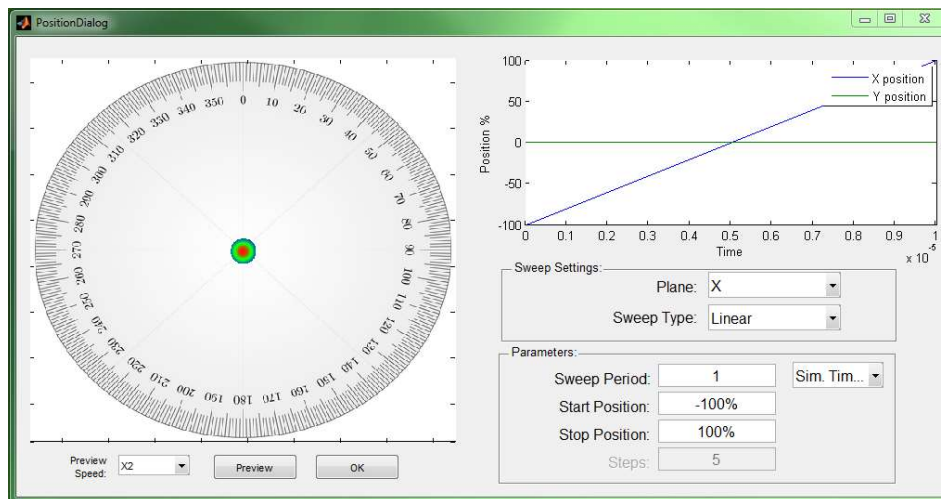 PositionDialog
0
10
20
30
40
50
60
70
80
90
100
110
120
130
140
150
160
170
180
190
200
210
220
230
240
250
260
270
280
290
300
310
320
330
340
350
Preview Speed:
X2
Preview
OK
100
50
0
-50
-100
Position %
X position
Y position
0 0.1 0.2 0.3 0.4 0.5 0.6 0.7 0.8 0.9 1
Time
x 10⁻⁵
Sweep Settings:
Plane: X
Sweep Type: Linear
Parameters:
Sweep Period: 1 Sim. Tim...
Start Position: -100%
Stop Position: 100%
Steps: 5